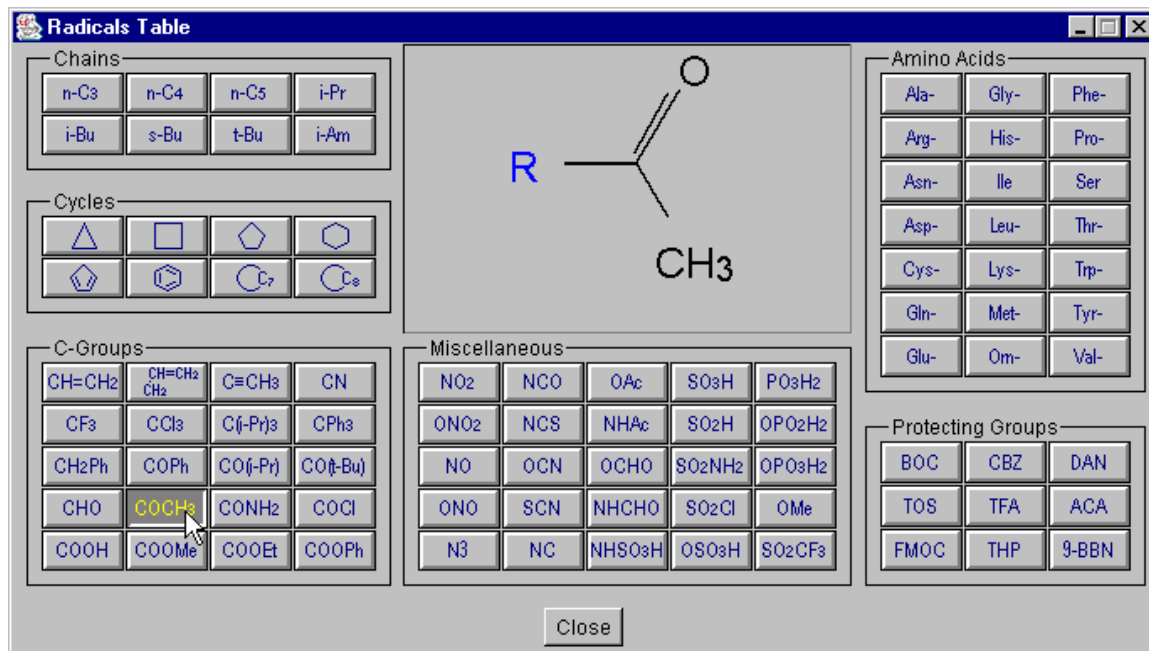 Radicals Table
Chains
n-C3 n-C4 n-C5 i-Pr
i-Bu s-Bu t-Bu i-Am
Cycles
C7 C8
C-Groups
CH=CH2 CH=CH2 CH2 C≡CH3 CN
CF3 CCl3 C(i-Pr)3 CPh3
CH2Ph COPh CO(i-Pr) CO(t-Bu)
CHO COCH3 CONH2 COCl
COOH COOMe COOEt COOPh
O
R
CH3
Miscellaneous
NO2 NCO OAc SO3H PO3H2
ONO2 NCS NHAc SO2H OPO2H2
NO OCN OCHO SO2NH2 OPO3H2
ONO SCN NHCHO SO2Cl OMe
N3 NC NHSO3H OSO3H SO2CF3
Amino Acids
Ala- Gly- Phe-
Arg- His- Pro-
Asn- Ile Ser
Asp- Leu- Thr-
Cys- Lys- Trp-
Gln- Met- Tyr-
Glu- Orn- Val-
Protecting Groups
BOC CBZ DAN
TOS TFA ACA
FMOC THP 9-BBN
Close